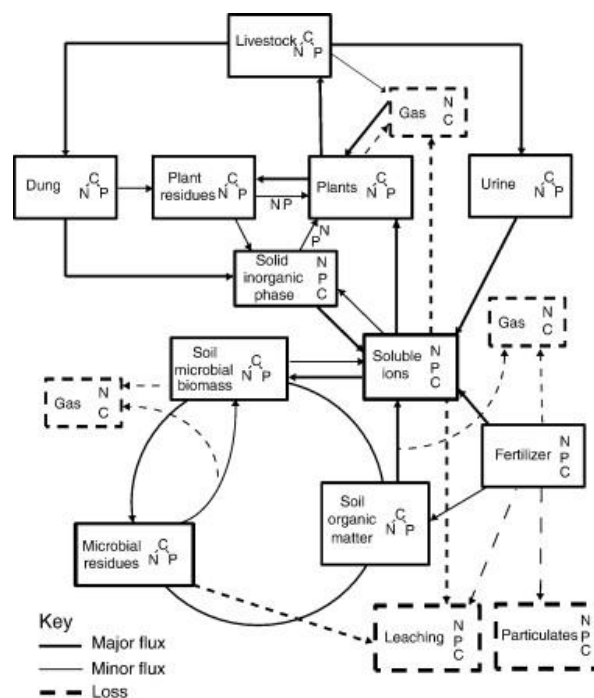 Livestock N C P
Gas N
C
Dung N C P
Plant
residues N C P
Plants N C P
Urine N C P
N P
N
P
Solid
inorganic
phase
N
P
C
Soil
microbial
biomass
N C P
Soluble
ions
N
P
C
Gas N
C
Gas N
C
Fertilizer
N
P
C
Soil
organic
matter
N C P
Microbial
residues
N C P
Leaching
N
P
C
Particulates
N
P
C
Key
Major flux
Minor flux
Loss